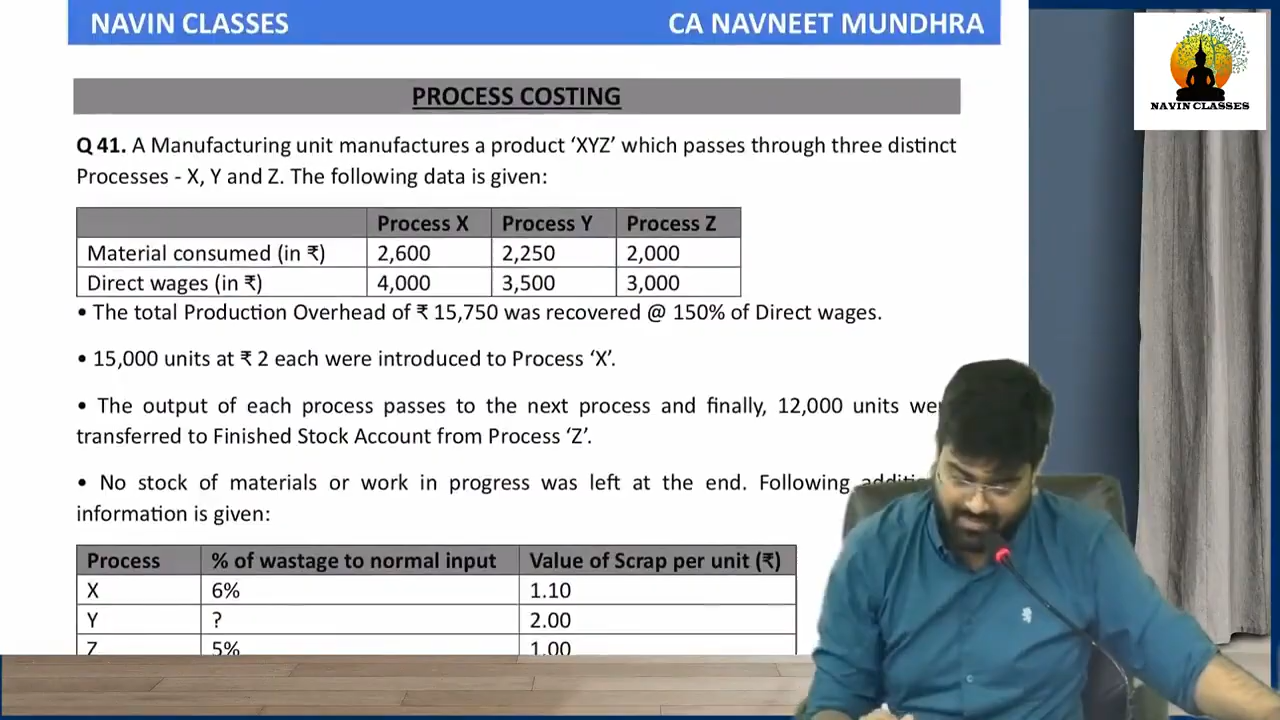 NAVIN CLASSES
CA NAVNEET MUNDHRA
NAVIN CLASSES
PROCESS COSTING
Q 41. A Manufacturing unit manufactures a product ‘XYZ’ which passes through three distinct
Processes - X, Y and Z. The following data is given:
Process X Process Y Process Z
Material consumed (in ₹) 2,600 2,250 2,000
Direct wages (in ₹) 4,000 3,500 3,000
• The total Production Overhead of ₹ 15,750 was recovered @ 150% of Direct wages.
• 15,000 units at ₹ 2 each were introduced to Process ‘X’.
• The output of each process passes to the next process and finally, 12,000 units
transferred to Finished Stock Account from Process ‘Z’.
• No stock of materials or work in progress was left at the end. Following
information is given:
Process % of wastage to normal input Value of Scrap per unit (₹)
X 6% 1.10
Y ? 2.00
Z 5% 1.00